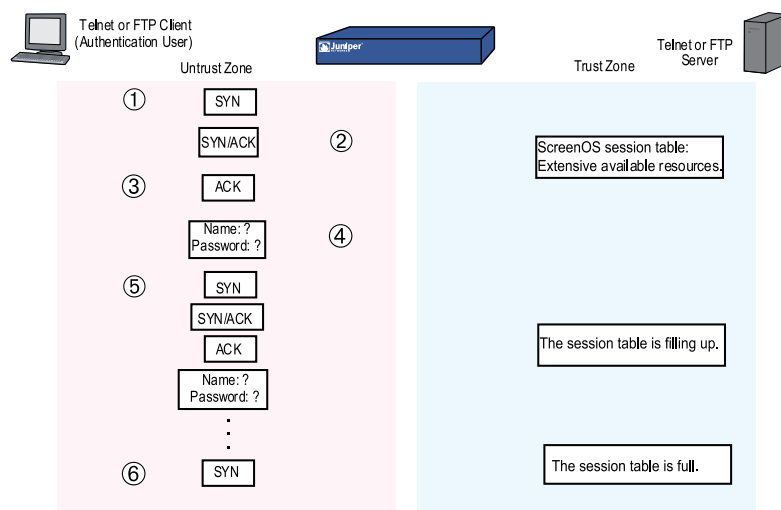 Telnet or FTP Client
(Authentication User)
Juniper
NETWORKS
Telnet or FTP
Server
Untrust Zone
Trust Zone
① SYN
SYN/ACK ②
ScreenOS session table:
Extensive available resources.
③ ACK
Name: ?
Password: ?
④
⑤ SYN
SYN/ACK
ACK
The session table is filling up.
Name: ?
Password: ?
⑥ SYN
The session table is full.